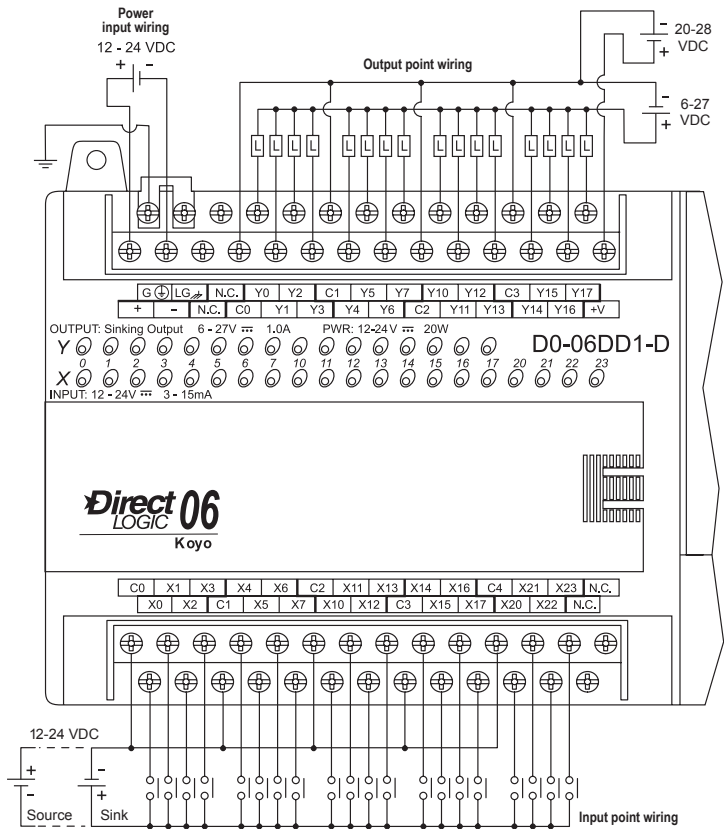 Power
input wiring
12 - 24 VDC
+ -
Output point wiring
-
20-28
VDC
+
-
6-27
VDC
+
L L L L L L L L L L L L L L L L
G LG N.C. Y0 Y2 C1 Y5 Y7 Y10 Y12 C3 Y15 Y17
+ - N.C. C0 Y1 Y3 Y4 Y6 C2 Y11 Y13 Y14 Y16 +V
OUTPUT: Sinking Output 6 - 27V 1.0A PWR: 12-24V 20W
Y
D0-06DD1-D
0 1 2 3 4 5 6 7 10 11 12 13 14 15 16 17 20 21 22 23
X
INPUT: 12 - 24V 3 - 15mA
Direct
LOGIC 06
Koyo
C0 X1 X3 X4 X6 C2 X11 X13 X14 X16 C4 X21 X23 N.C.
X0 X2 C1 X5 X7 X10 X12 C3 X15 X17 X20 X22 N.C.
12-24 VDC
+ -
- +
Source Sink
Input point wiring